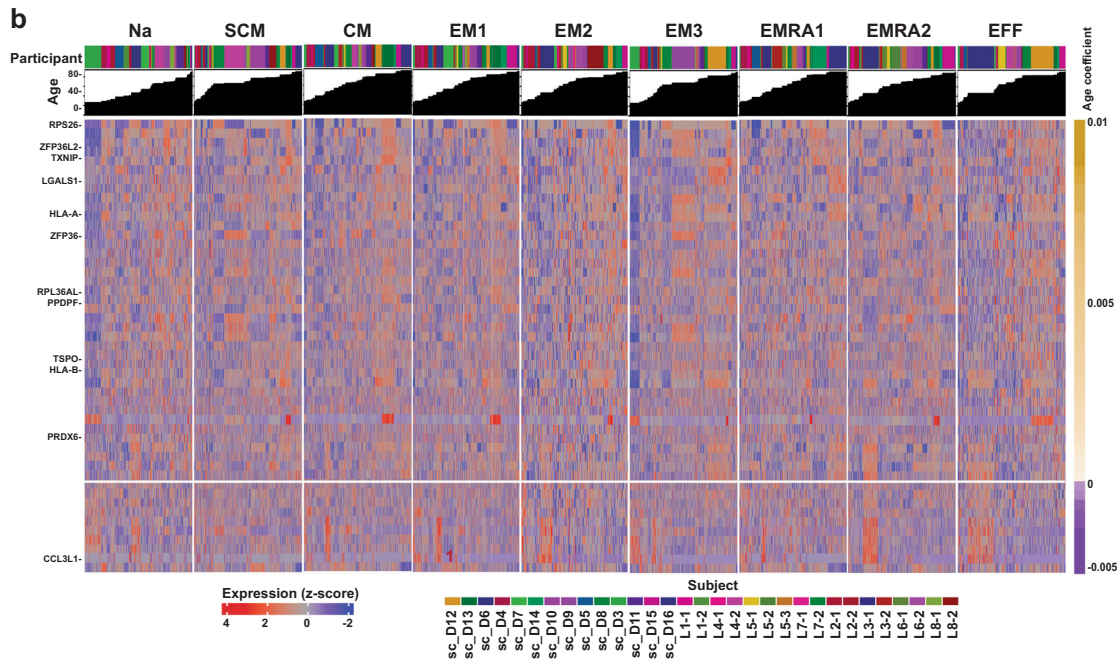 b
Na SCM CM EM1 EM2 EM3 EMRA1 EMRA2 EFF
Participant
Age
80-
40-
0-
RPS26-
ZFP36L2-
TXNIP-
LGALS1-
HLA-A-
ZFP36-
RPL36AL-
PPDPF-
TSPO-
HLA-B-
PRDX6-
CCL3L1-
1
Age coefficient
0.01
0.005
0
-0.005
Expression (z-score)
4 2 0 -2
Subject
sc_D12
sc_D13
sc_D6
sc_D4
sc_D7
sc_D14
sc_D10
sc_D9
sc_D5
sc_D8
sc_D3
sc_D11
sc_D15
sc_D16
L1-1
L1-2
L4-1
L4-2
L5-1
L5-2
L5-3
L7-1
L7-2
L2-1
L2-2
L3-1
L3-2
L6-1
L6-2
L8-1
L8-2